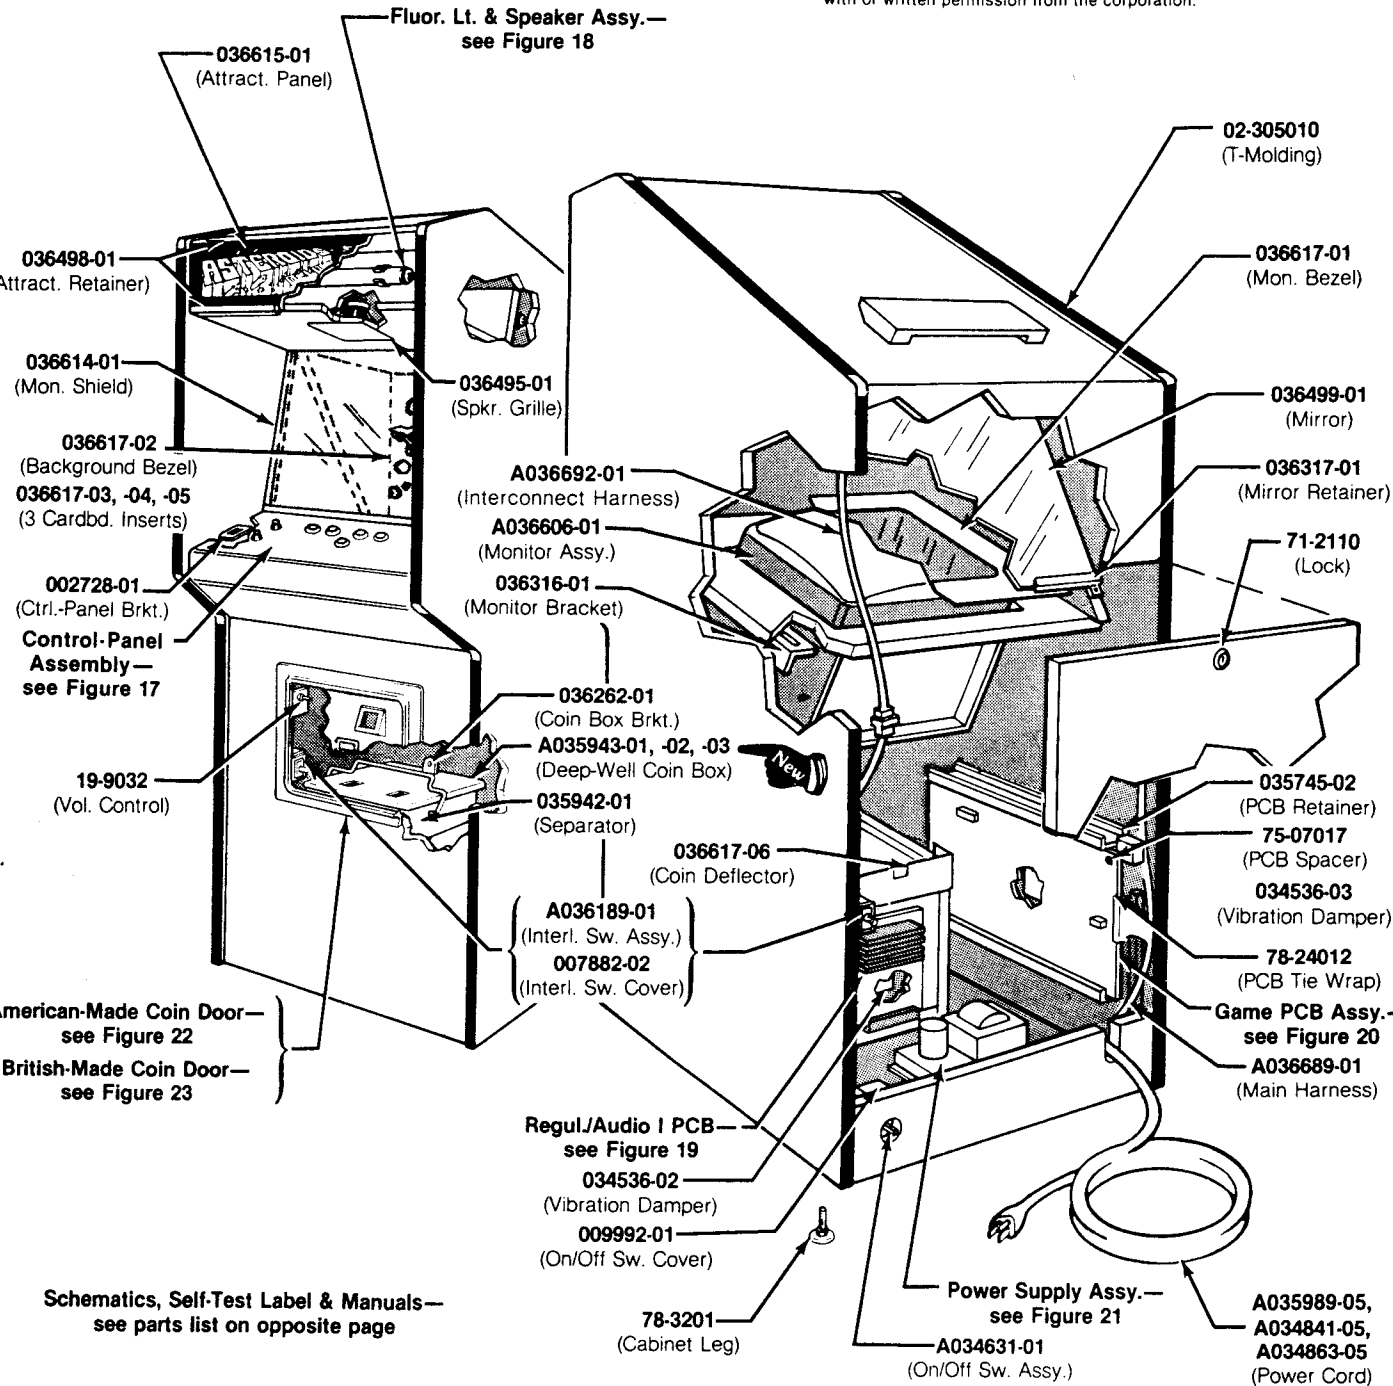 with of written permission from the corporation.
Fluor. Lt. & Speaker Assy.—
see Figure 18
036615-01
(Attract. Panel)
02-305010
(T-Molding)
036498-01
Attract. Retainer)
036617-01
(Mon. Bezel)
036614-01
(Mon. Shield)
036495-01
(Spkr. Grille)
036499-01
(Mirror)
036617-02
(Background Bezel)
036617-03, -04, -05
(3 Cardbd. Inserts)
A036692-01
(Interconnect Harness)
036317-01
(Mirror Retainer)
A036606-01
(Monitor Assy.)
71-2110
(Lock)
002728-01
(Ctrl.-Panel Brkt.)
036316-01
(Monitor Bracket)
Control-Panel
Assembly—
see Figure 17
036262-01
(Coin Box Brkt.)
A035943-01, -02, -03
(Deep-Well Coin Box)
New
19-9032
(Vol. Control)
035942-01
(Separator)
035745-02
(PCB Retainer)
75-07017
(PCB Spacer)
036617-06
(Coin Deflector)
034536-03
(Vibration Damper)
A036189-01
(Interl. Sw. Assy.)
007882-02
(Interl. Sw. Cover)
78-24012
(PCB Tie Wrap)
American-Made Coin Door—
see Figure 22
British-Made Coin Door—
see Figure 23
Game PCB Assy.-
see Figure 20
A036689-01
(Main Harness)
Regul./Audio I PCB—
see Figure 19
034536-02
(Vibration Damper)
009992-01
(On/Off Sw. Cover)
Schematics, Self-Test Label & Manuals—
see parts list on opposite page
78-3201
(Cabinet Leg)
Power Supply Assy.—
see Figure 21
A034631-01
(On/Off Sw. Assy.)
A035989-05,
A034841-05,
A034863-05
(Power Cord)